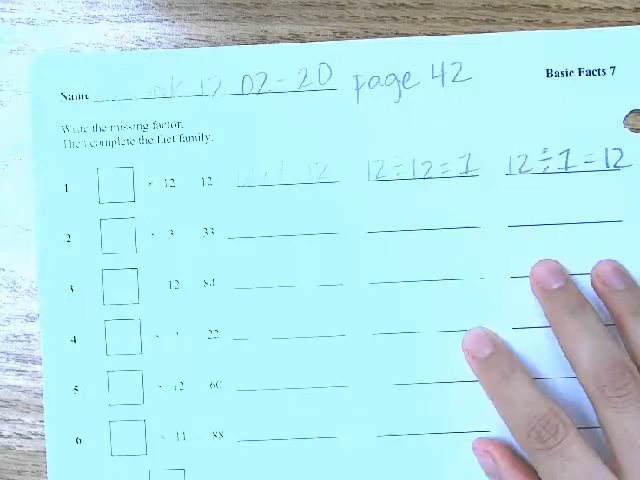 Name 12 02-20 page 42 Basic Facts 7
Write the missing factor.
Then complete the fact family.
1 × 12 12 12 ÷ 12 = 1 12 ÷ 1 = 12
2 × 3 33
3 12 84
4 × 22
5 × 12 60
6 × 11 88